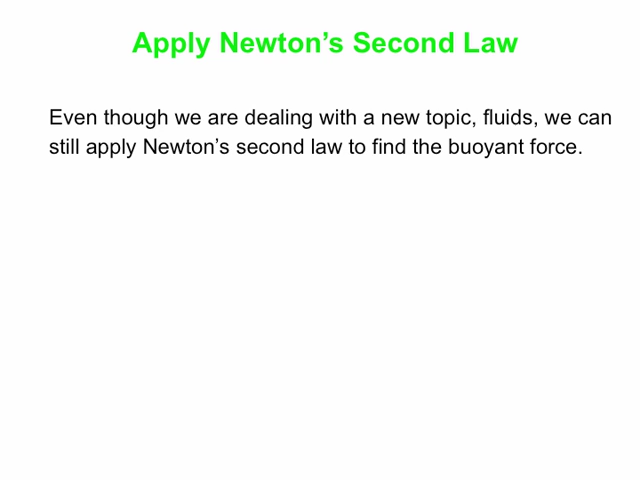 Apply Newton’s Second Law
Even though we are dealing with a new topic, fluids, we can
still apply Newton’s second law to find the buoyant force.